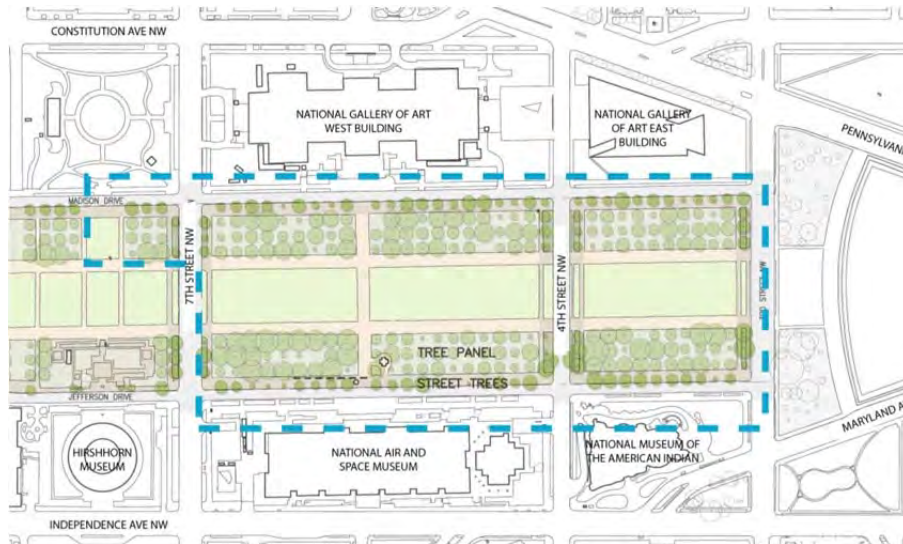 CONSTITUTION AVE NW
NATIONAL GALLERY OF ART
WEST BUILDING
NATIONAL GALLERY
OF ART EAST
BUILDING
PENNSYLVANIA
MADISON DRIVE
7TH STREET NW
4TH STREET NW
TREE PANEL
STREET TREES
JEFFERSON DRIVE
HIRSHHORN
MUSEUM
NATIONAL AIR AND
SPACE MUSEUM
NATIONAL MUSEUM OF
THE AMERICAN INDIAN
MARYLAND A
INDEPENDENCE AVE NW